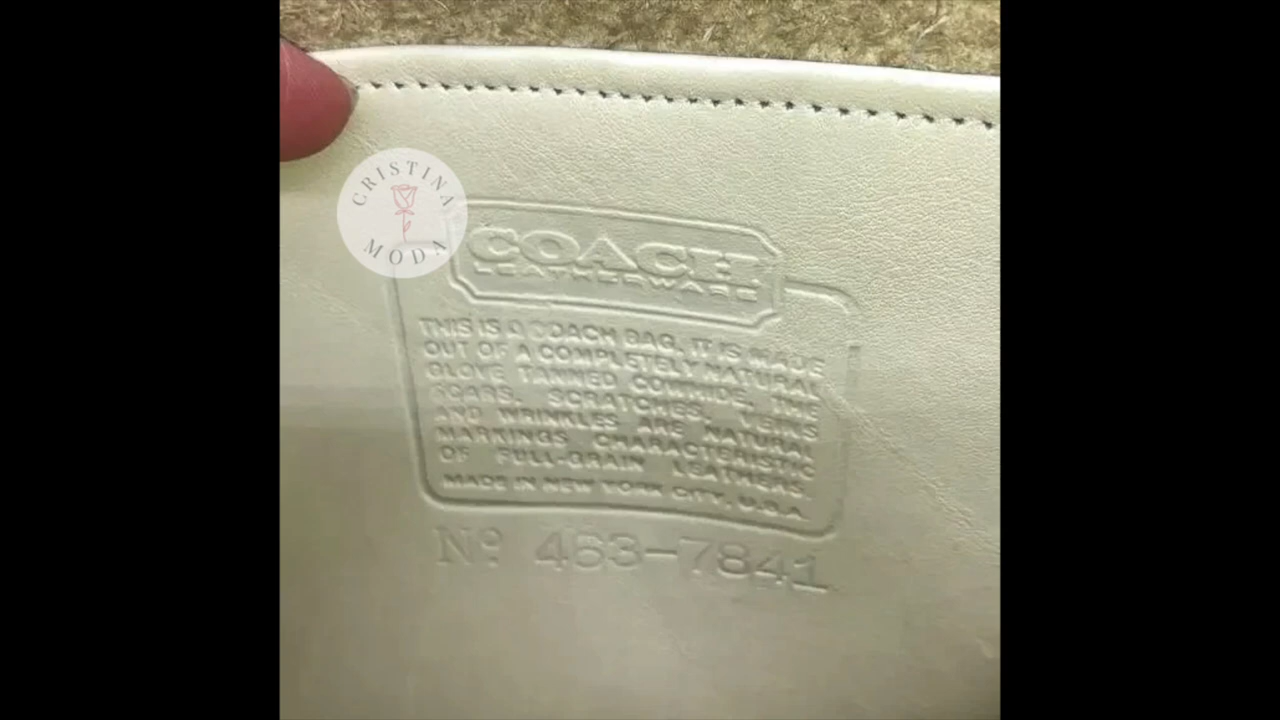 CRISTINA
MODA
COACH
LEATHERWARE
THIS IS A COACH BAG. IT IS MADE
OUT OF A COMPLETELY NATURAL
GLOVE TANNED COWHIDE. THE
SCARS, SCRATCHES, VEINS
AND WRINKLES ARE NATURAL
MARKINGS CHARACTERISTIC
OF FULL-GRAIN LEATHERS.
MADE IN NEW YORK CITY, U.S.A.
Nº 463-7841